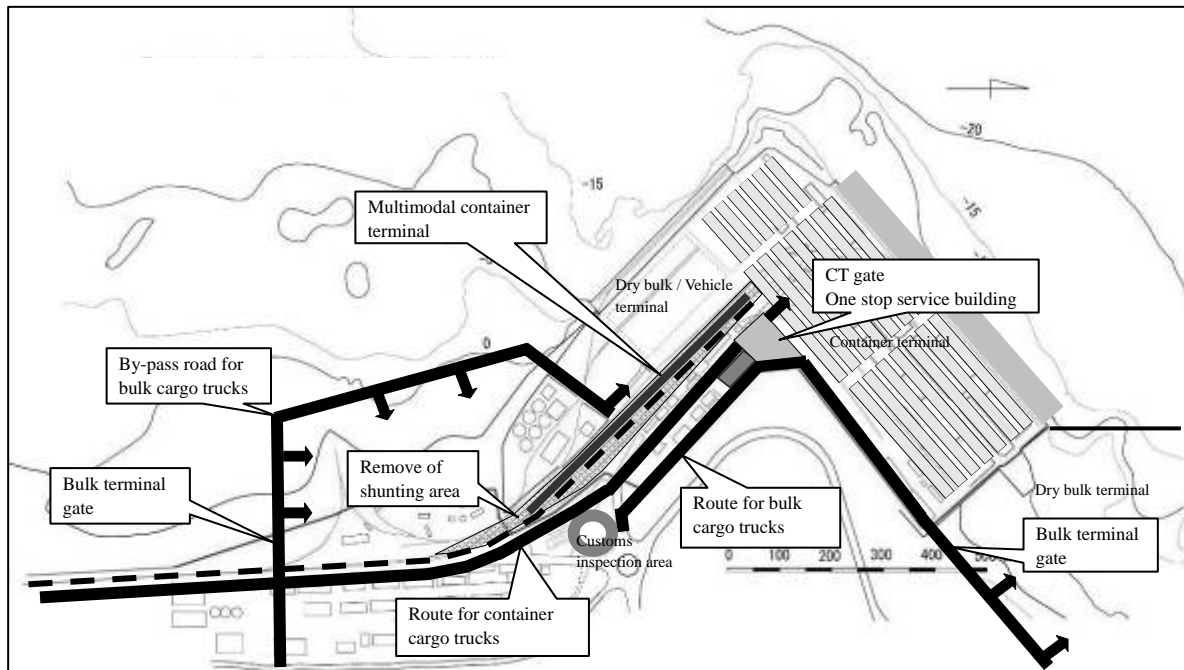 -20
-15
-15
Multimodal container
terminal
CT gate
One stop service building
Dry bulk / Vehicle
terminal
Container terminal
0
By-pass road for
bulk cargo trucks
Remove of
shunting area
Bulk terminal
gate
Route for bulk
cargo trucks
Dry bulk terminal
Customs
inspection area
Bulk terminal
gate
0 100 200 300 400
Route for container
cargo trucks